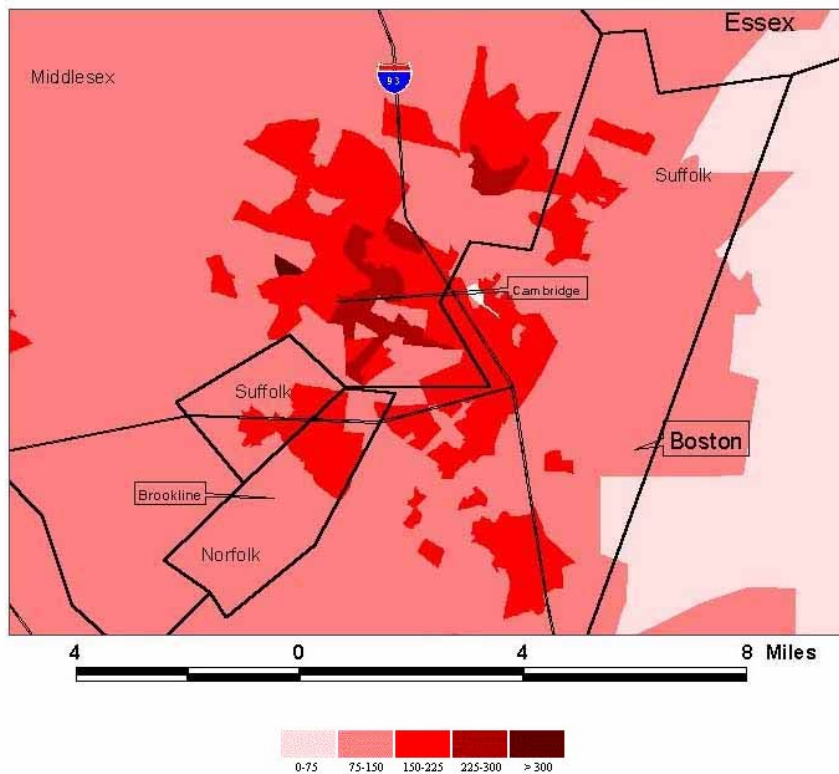 Essex
Middlesex
93
Suffolk
Cambridge
Suffolk
Boston
Brookline
Norfolk
4 0 4 8 Miles
0-75 75-150 150-225 225-300 > 300